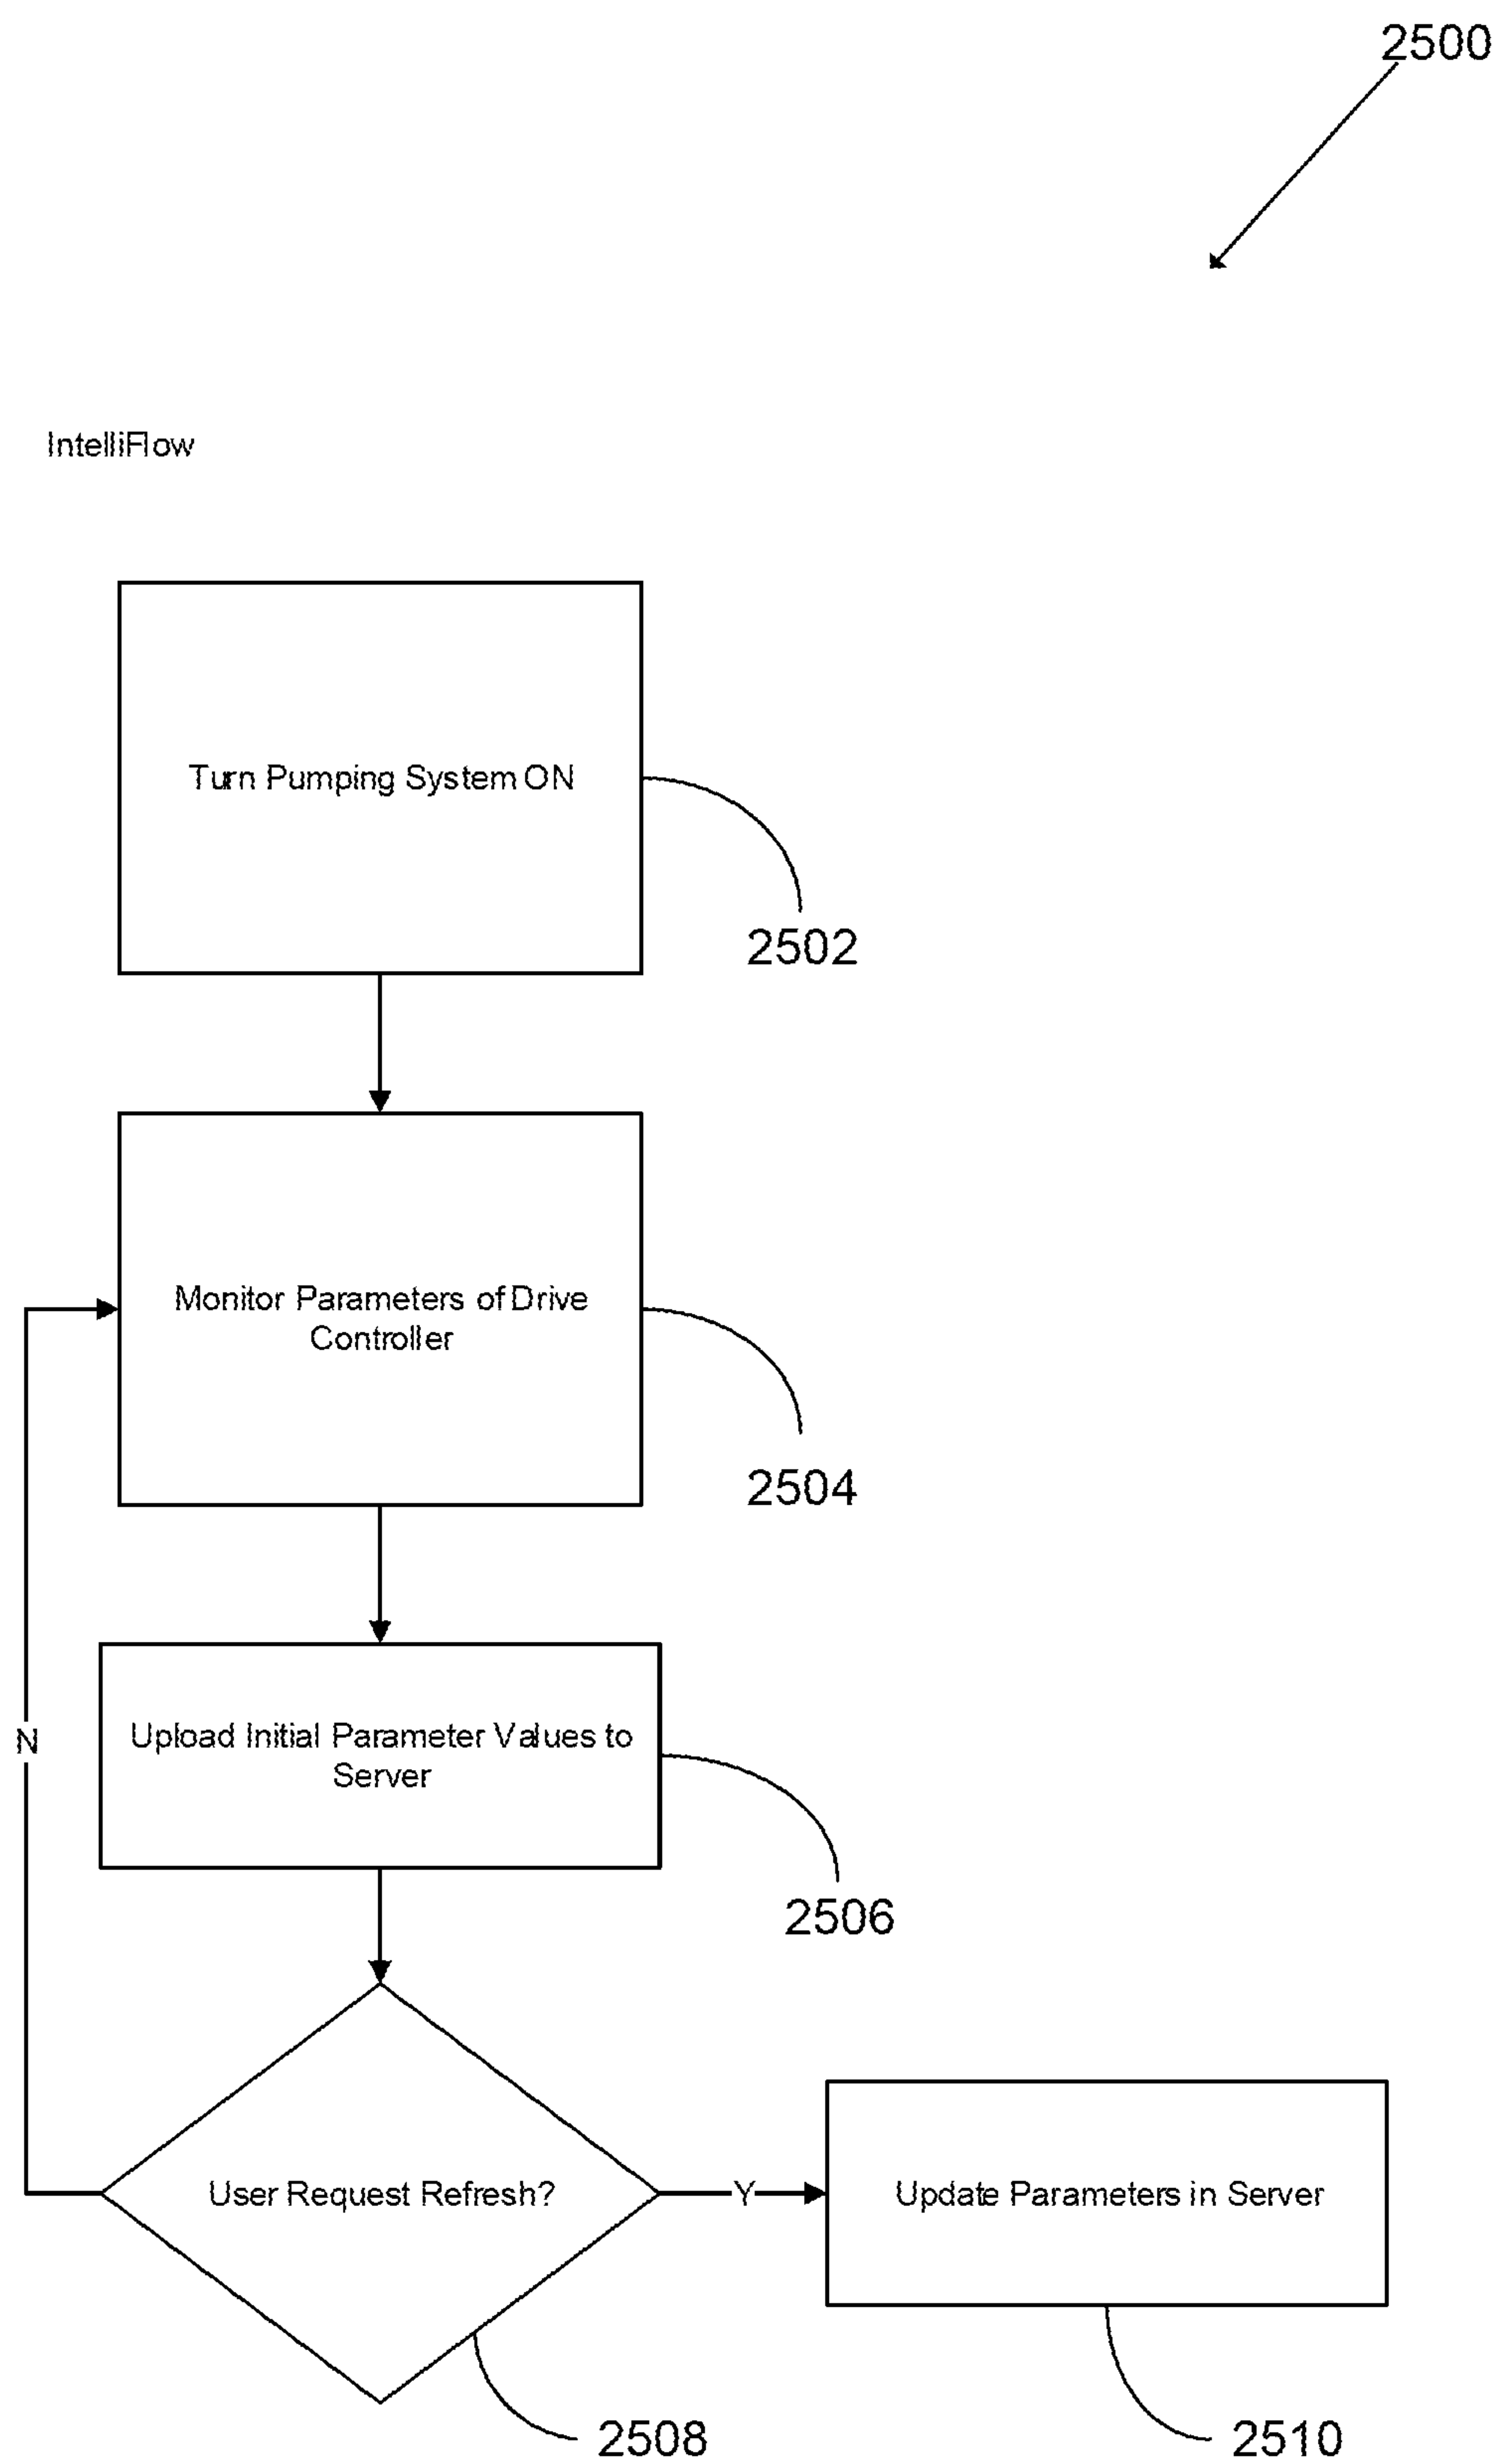 2500
IntelliFlow
Turn Pumping System ON
2502
Monitor Parameters of Drive
Controller
2504
N
Upload Initial Parameter Values to
Server
2506
User Request Refresh?
Y
Update Parameters in Server
2508
2510